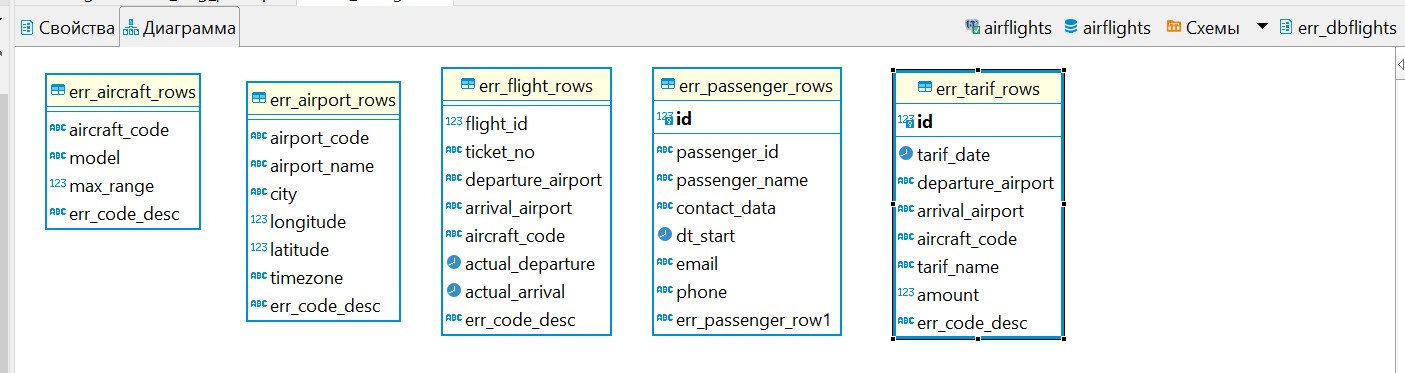 Свойства
Диаграмма
airflights
airflights
Схемы
err_dbflights
err_aircraft_rows
ABC aircraft_code
ABC model
123 max_range
ABC err_code_desc
err_airport_rows
ABC airport_code
ABC airport_name
ABC city
123 longitude
123 latitude
ABC timezone
ABC err_code_desc
err_flight_rows
123 flight_id
ABC ticket_no
ABC departure_airport
ABC arrival_airport
ABC aircraft_code
actual_departure
actual_arrival
ABC err_code_desc
err_passenger_rows
123 id
ABC passenger_id
ABC passenger_name
ABC contact_data
dt_start
ABC email
ABC phone
ABC err_passenger_row1
err_tarif_rows
123 id
tarif_date
ABC departure_airport
ABC arrival_airport
ABC aircraft_code
ABC tarif_name
123 amount
ABC err_code_desc